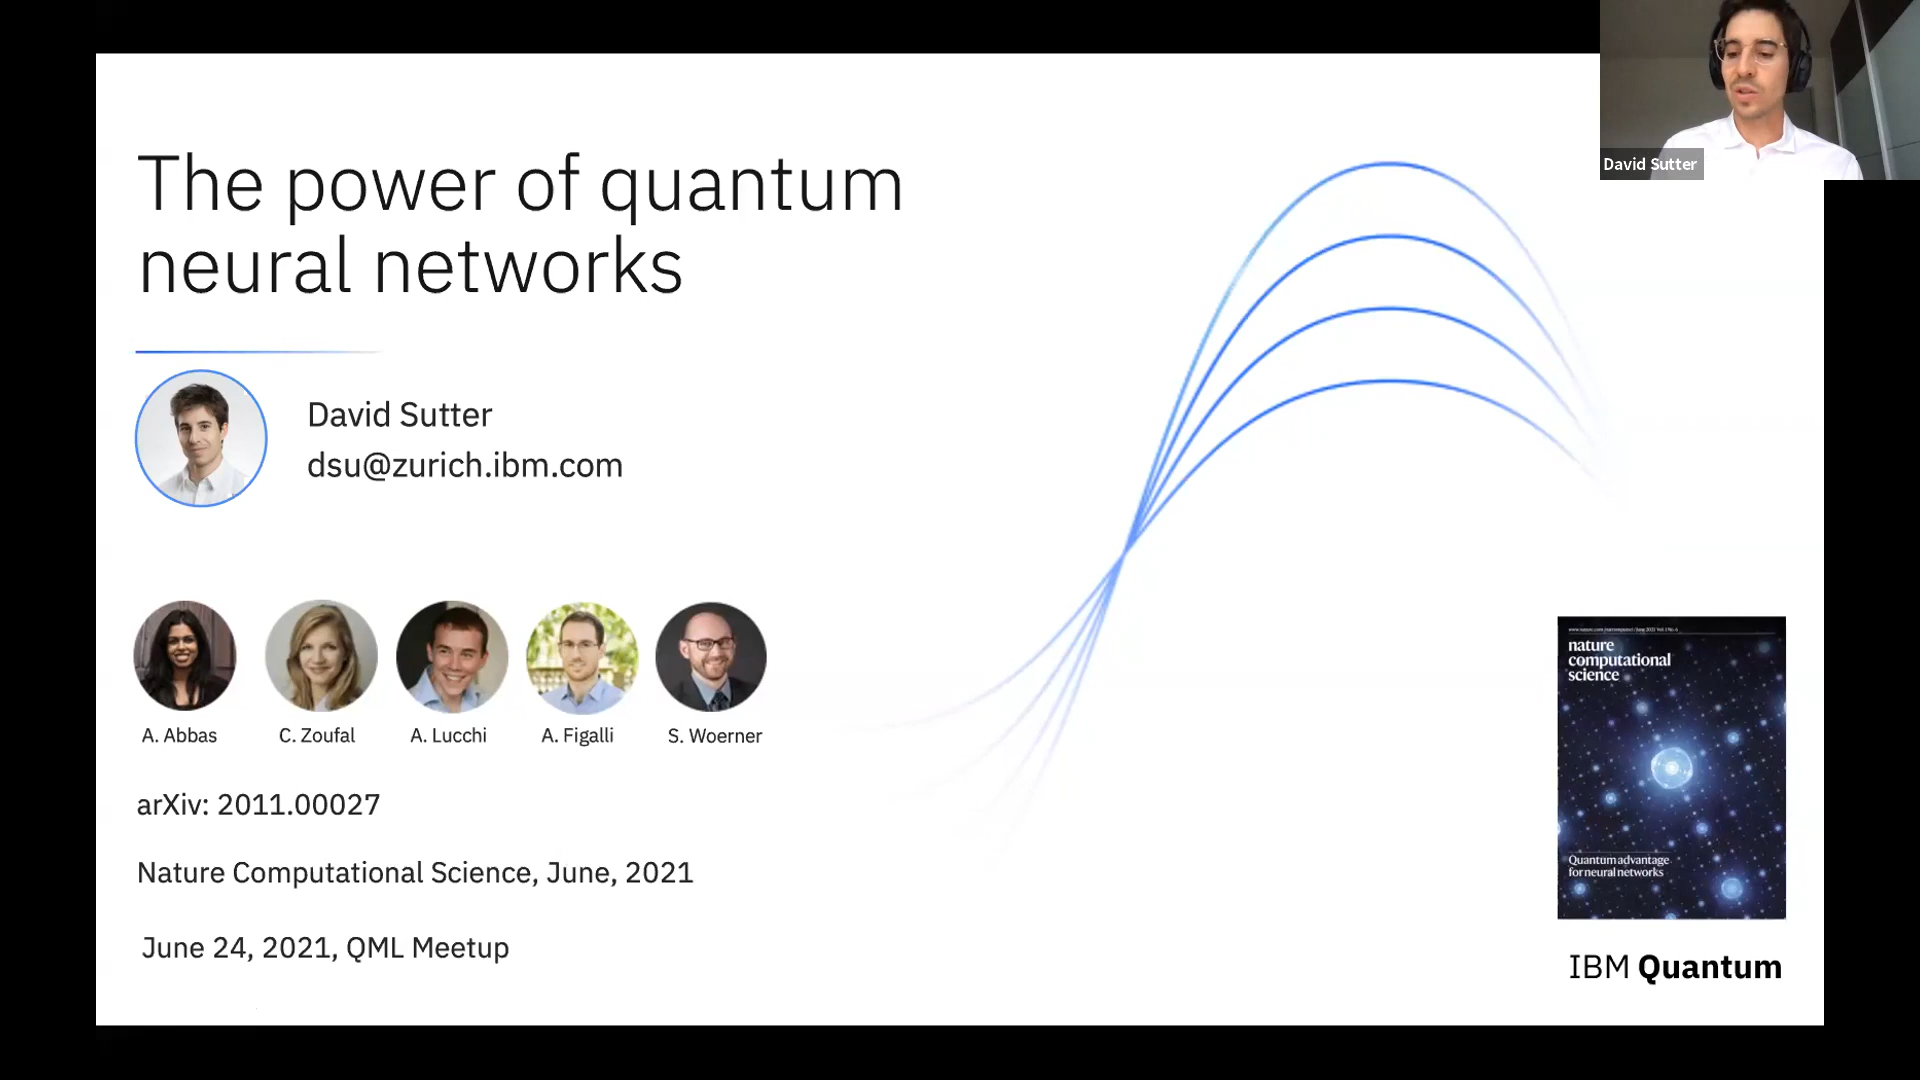 David Sutter
The power of quantum
neural networks
David Sutter
dsu@zurich.ibm.com
A. Abbas
C. Zoufal
A. Lucchi
A. Figalli
S. Woerner
arXiv: 2011.00027
Nature Computational Science, June, 2021
June 24, 2021, QML Meetup
nature
computational
science
Quantum advantage
for neural networks
IBM Quantum